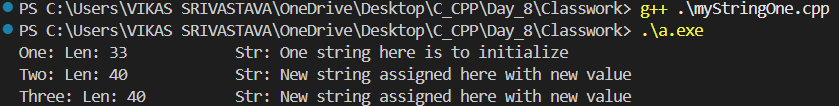 PS C:\Users\VIKAS SRIVASTAVA\OneDrive\Desktop\C_CPP\Day_8\Classwork> g++ .\myStringOne.cpp
PS C:\Users\VIKAS SRIVASTAVA\OneDrive\Desktop\C_CPP\Day_8\Classwork> .\a.exe
One: Len: 33 Str: One string here is to initialize
Two: Len: 40 Str: New string assigned here with new value
Three: Len: 40 Str: New string assigned here with new value